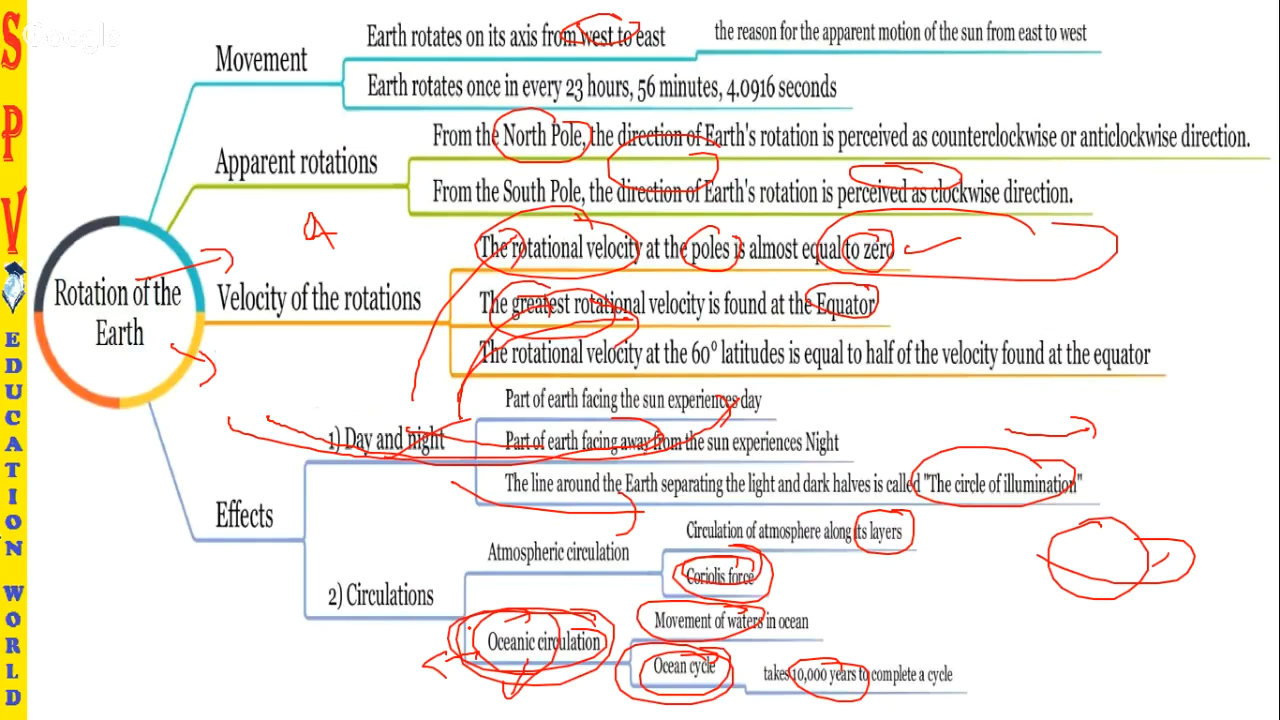 Google
S P V EDUCATION WORLD
Rotation of the Earth
Movement
Earth rotates on its axis from west to east
the reason for the apparent motion of the sun from east to west
Earth rotates once in every 23 hours, 56 minutes, 4.0916 seconds
Apparent rotations
From the North Pole, the direction of Earth's rotation is perceived as counterclockwise or anticlockwise direction.
From the South Pole, the direction of Earth's rotation is perceived as clockwise direction.
Velocity of the rotations
The rotational velocity at the poles is almost equal to zero
The greatest rotational velocity is found at the Equator
The rotational velocity at the 60° latitudes is equal to half of the velocity found at the equator
Effects
1) Day and night
Part of earth facing the sun experiences day
Part of earth facing away from the sun experiences Night
The line around the Earth separating the light and dark halves is called "The circle of illumination"
2) Circulations
Atmospheric circulation
Circulation of atmosphere along its layers
Coriolis force
Oceanic circulation
Movement of waters in ocean
Ocean cycle
takes 10,000 years to complete a cycle